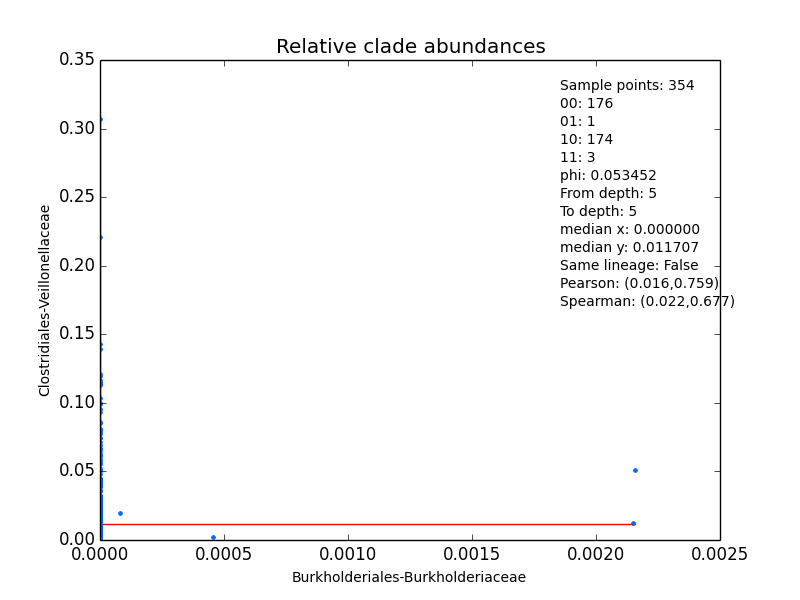 Relative clade abundances
0.35
0.30
0.25
0.20
0.15
0.10
0.05
0.00
Clostridiales-Veillonellaceae
Sample points: 354
00: 176
01: 1
10: 174
11: 3
phi: 0.053452
From depth: 5
To depth: 5
median x: 0.000000
median y: 0.011707
Same lineage: False
Pearson: (0.016,0.759)
Spearman: (0.022,0.677)
0.0000 0.0005 0.0010 0.0015 0.0020 0.0025
Burkholderiales-Burkholderiaceae